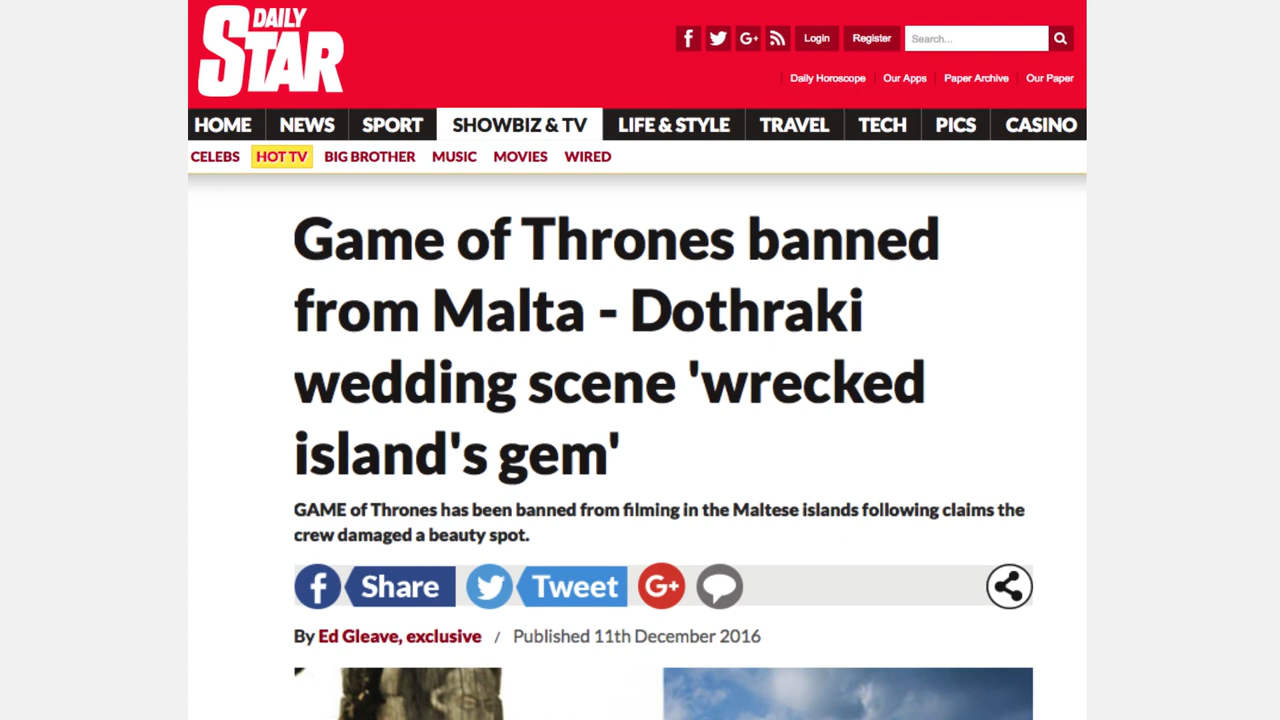 DAILY
STAR
f G+ Login Register Search...
Daily Horoscope Our Apps Paper Archive Our Paper
HOME NEWS SPORT SHOWBIZ & TV LIFE & STYLE TRAVEL TECH PICS CASINO
CELEBS HOT TV BIG BROTHER MUSIC MOVIES WIRED
Game of Thrones banned
from Malta - Dothraki
wedding scene 'wrecked
island's gem'
GAME of Thrones has been banned from filming in the Maltese islands following claims the
crew damaged a beauty spot.
f Share Tweet G+
By Ed Gleave, exclusive / Published 11th December 2016